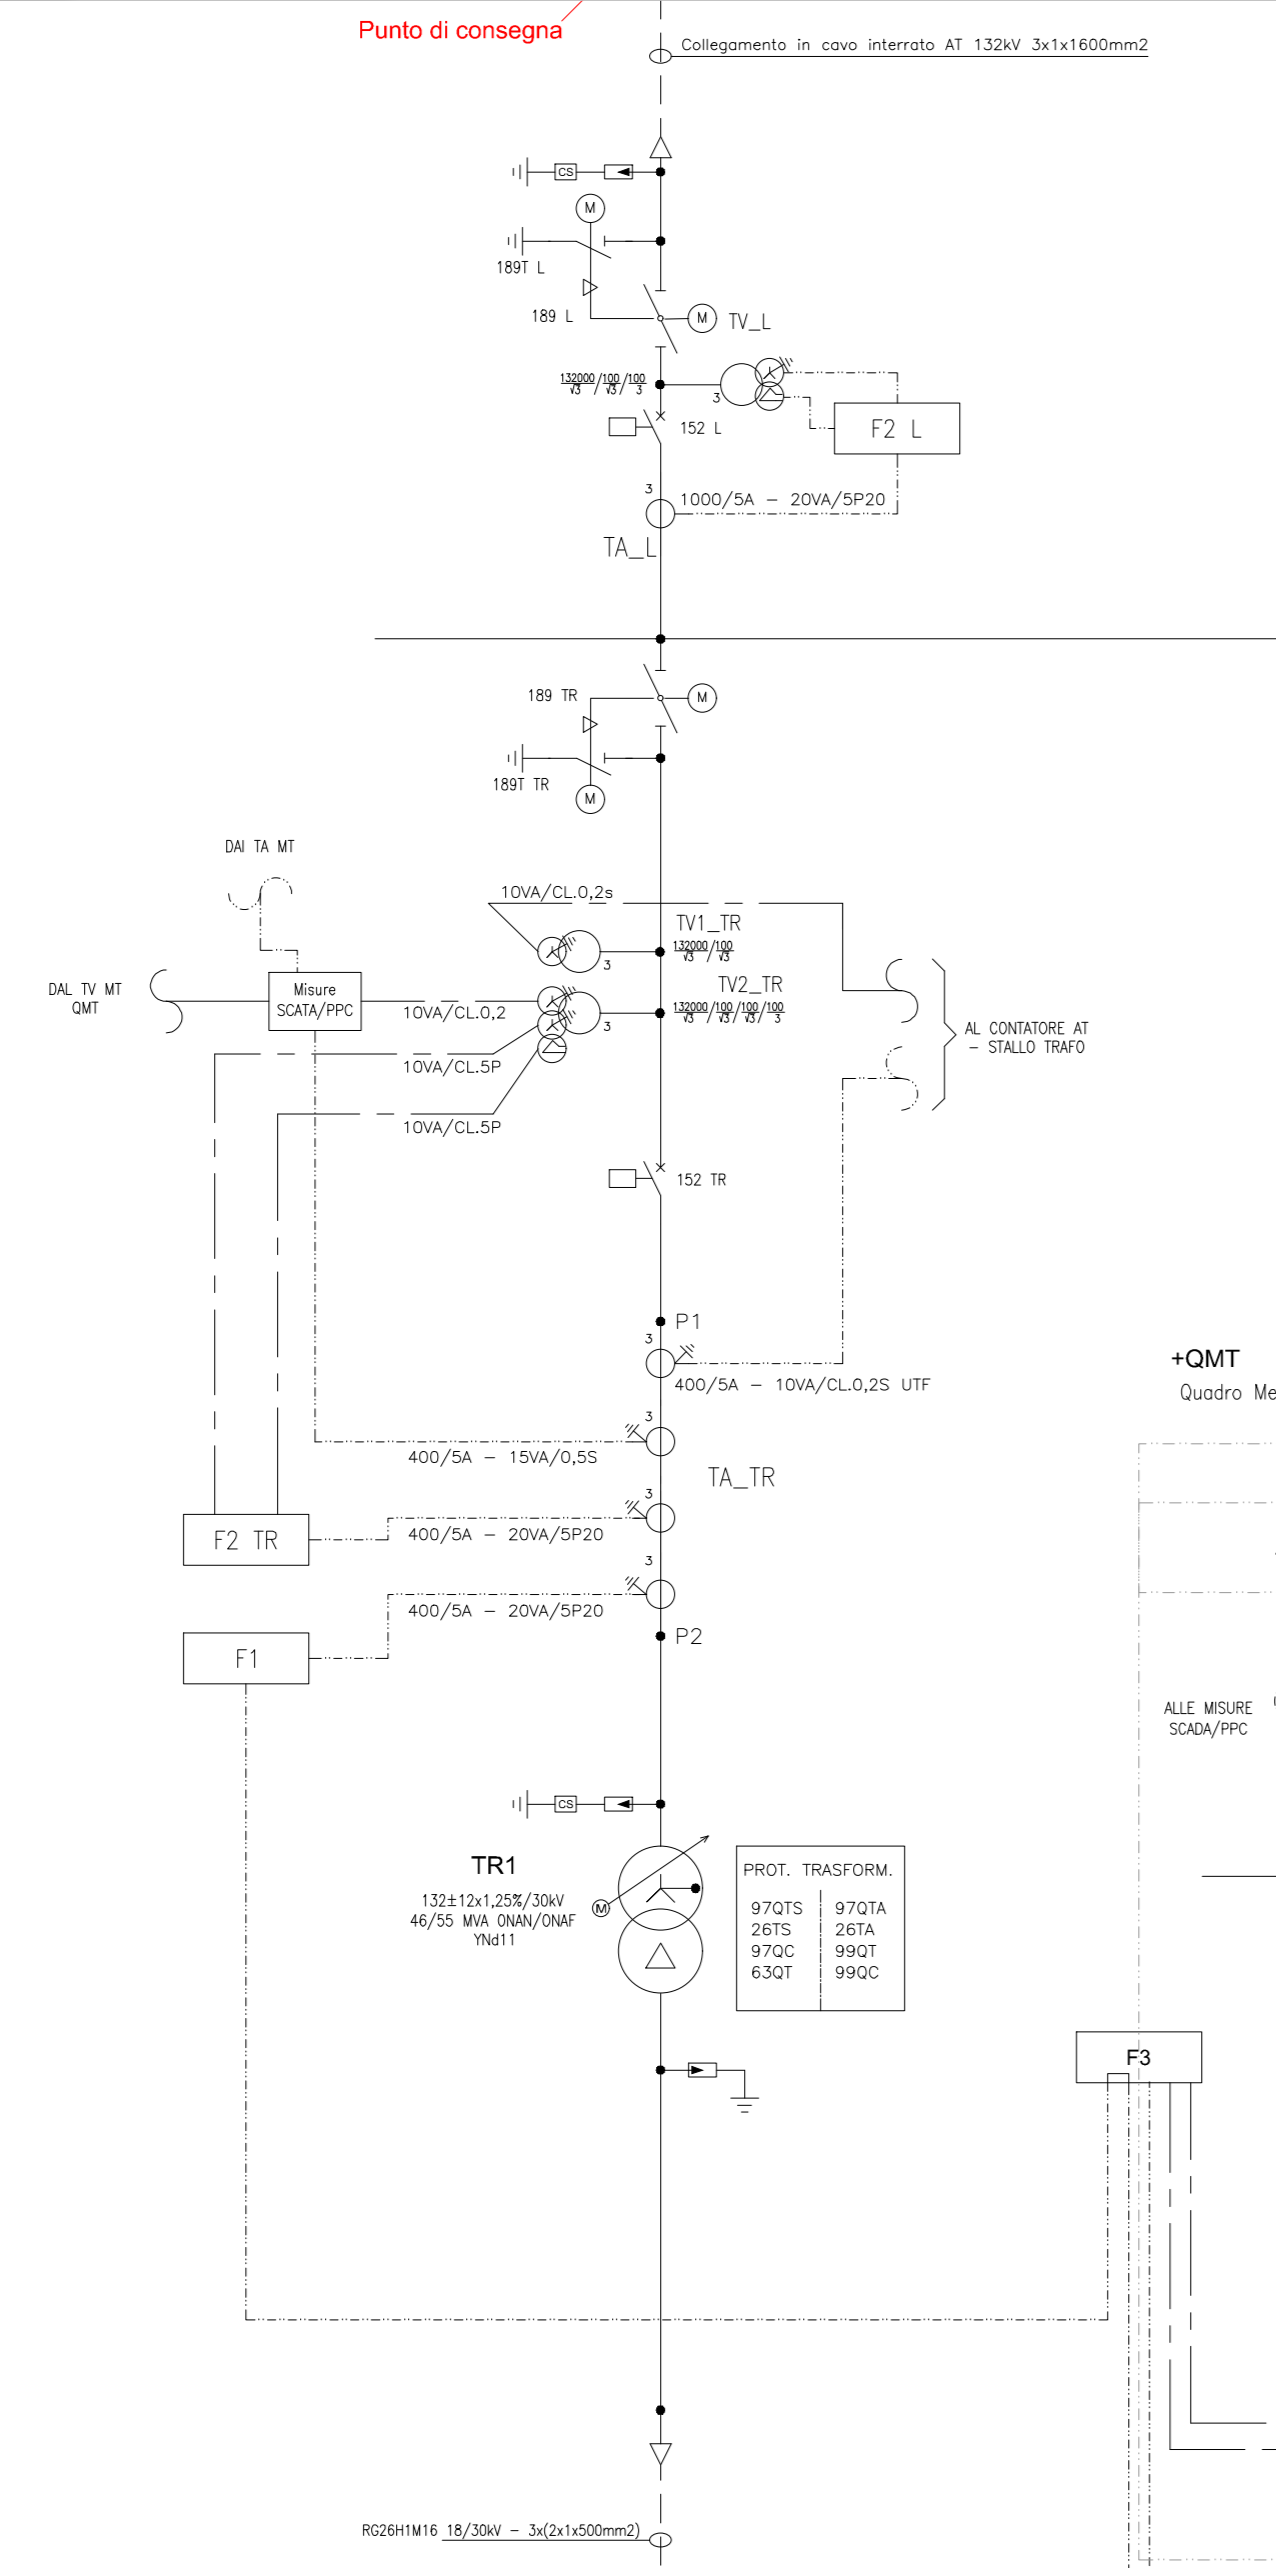 Punto di consegna
Collegamento in cavo interrato AT 132kV 3x1x1600mm2
CS
M
189T L
189 L
M
TV_L
132000/√3/100/√3/100/3
3
152 L
F2 L
3
1000/5A – 20VA/5P20
TA_L
189 TR
M
189T TR
M
DAI TA MT
10VA/CL.0,2s
TV1_TR
132000/√3/100/√3
3
DAL TV MT
QMT
Misure
SCATA/PPC
10VA/CL.0,2
TV2_TR
132000/√3/100/√3/100/√3/100/3
3
AL CONTATORE AT
– STALLO TRAFO
10VA/CL.5P
10VA/CL.5P
152 TR
P1
3
400/5A – 10VA/CL.0,2S UTF
+QMT
Quadro Me
3
400/5A – 15VA/0,5S
TA_TR
3
F2 TR
400/5A – 20VA/5P20
3
400/5A – 20VA/5P20
F1
P2
ALLE MISURE
SCADA/PPC
CS
TR1
132±12x1,25%/30kV
46/55 MVA ONAN/ONAF
YNd11
M
PROT. TRASFORM.
97QTS 97QTA
26TS 26TA
97QC 99QT
63QT 99QC
F3
RG26H1M16 18/30kV – 3x(2x1x500mm2)